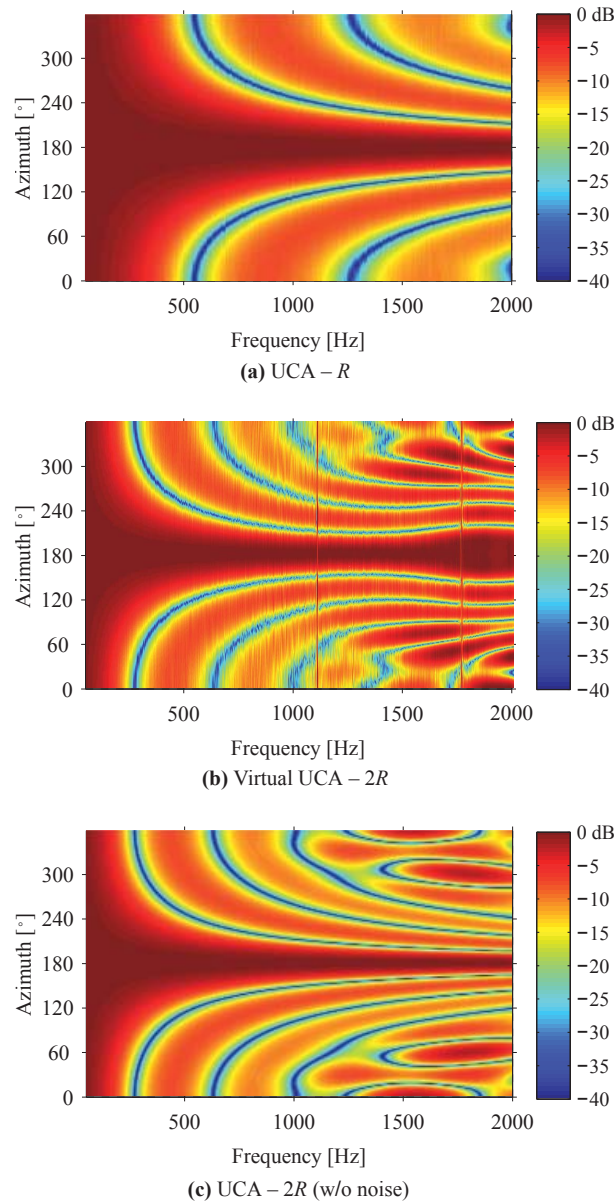 0 dB
−5
−10
−15
−20
−25
−30
−35
−40
300
240
180
120
60
0
Azimuth [°]
500 1000 1500 2000
Frequency [Hz]
(a) UCA – R
0 dB
−5
−10
−15
−20
−25
−30
−35
−40
300
240
180
120
60
0
Azimuth [°]
500 1000 1500 2000
Frequency [Hz]
(b) Virtual UCA – 2R
0 dB
−5
−10
−15
−20
−25
−30
−35
−40
300
240
180
120
60
0
Azimuth [°]
500 1000 1500 2000
Frequency [Hz]
(c) UCA – 2R (w/o noise)